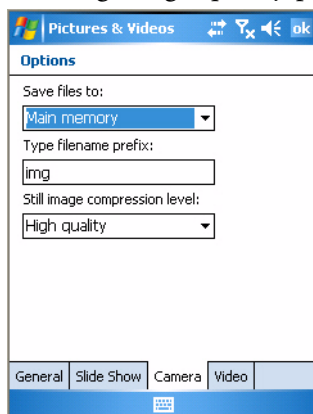 Pictures & Videos ok
Options
Save files to:
Main memory
Type filename prefix:
img
Still image compression level:
High quality
General Slide Show Camera Video